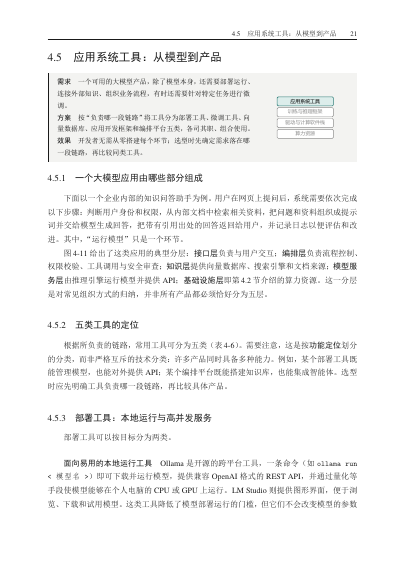 4.5 应用系统工具：从模型到产品 21
4.5 应用系统工具：从模型到产品
需求 一个可用的大模型产品，除了模型本身，还需要部署运行、
连接外部知识、组织业务流程，有时还需要针对特定任务进行微
调。
方案 按“负责哪一段链路”将工具分为部署工具、微调工具、向
量数据库、应用开发框架和编排平台五类，各司其职、组合使用。
效果 开发者无需从零搭建每个环节；选型时先确定需求落在哪
一段链路，再比较同类工具。
应用系统工具
训练与推理框架
驱动与计算软件栈
算力资源
4.5.1 一个大模型应用由哪些部分组成
下面以一个企业内部的知识问答助手为例。用户在网页上提问后，系统需要依次完成
以下步骤：判断用户身份和权限，从内部文档中检索相关资料，把问题和资料组织成提示
词并交给模型生成回答，把带有引用出处的回答返回给用户，并记录日志以便评估和改
进。其中，“运行模型”只是一个环节。
图 4-11 给出了这类应用的典型分层：接口层负责与用户交互；编排层负责流程控制、
权限校验、工具调用与安全审查；知识层提供向量数据库、搜索引擎和文档来源；模型服
务层由推理引擎运行模型并提供 API；基础设施层即第 4.2 节介绍的算力资源。这一分层
是对常见组织方式的归纳，并非所有产品都必须恰好分为五层。
4.5.2 五类工具的定位
根据所负责的链路，常用工具可分为五类（表 4-6）。需要注意，这是按功能定位划分
的分类，而非严格互斥的技术分类；许多产品同时具备多种能力。例如，某个部署工具既
能管理模型，也能对外提供 API；某个编排平台既能搭建知识库，也能集成智能体。选型
时应先明确工具负责哪一段链路，再比较具体产品。
4.5.3 部署工具：本地运行与高并发服务
部署工具可以按目标分为两类。
面向易用的本地运行工具 Ollama 是开源的跨平台工具，一条命令（如 ollama run
< 模型名 >）即可下载并运行模型，提供兼容 OpenAI 格式的 REST API，并通过量化等
手段使模型能够在个人电脑的 CPU 或 GPU 上运行。LM Studio 则提供图形界面，便于浏
览、下载和试用模型。这类工具降低了模型部署运行的门槛，但它们不会改变模型的参数